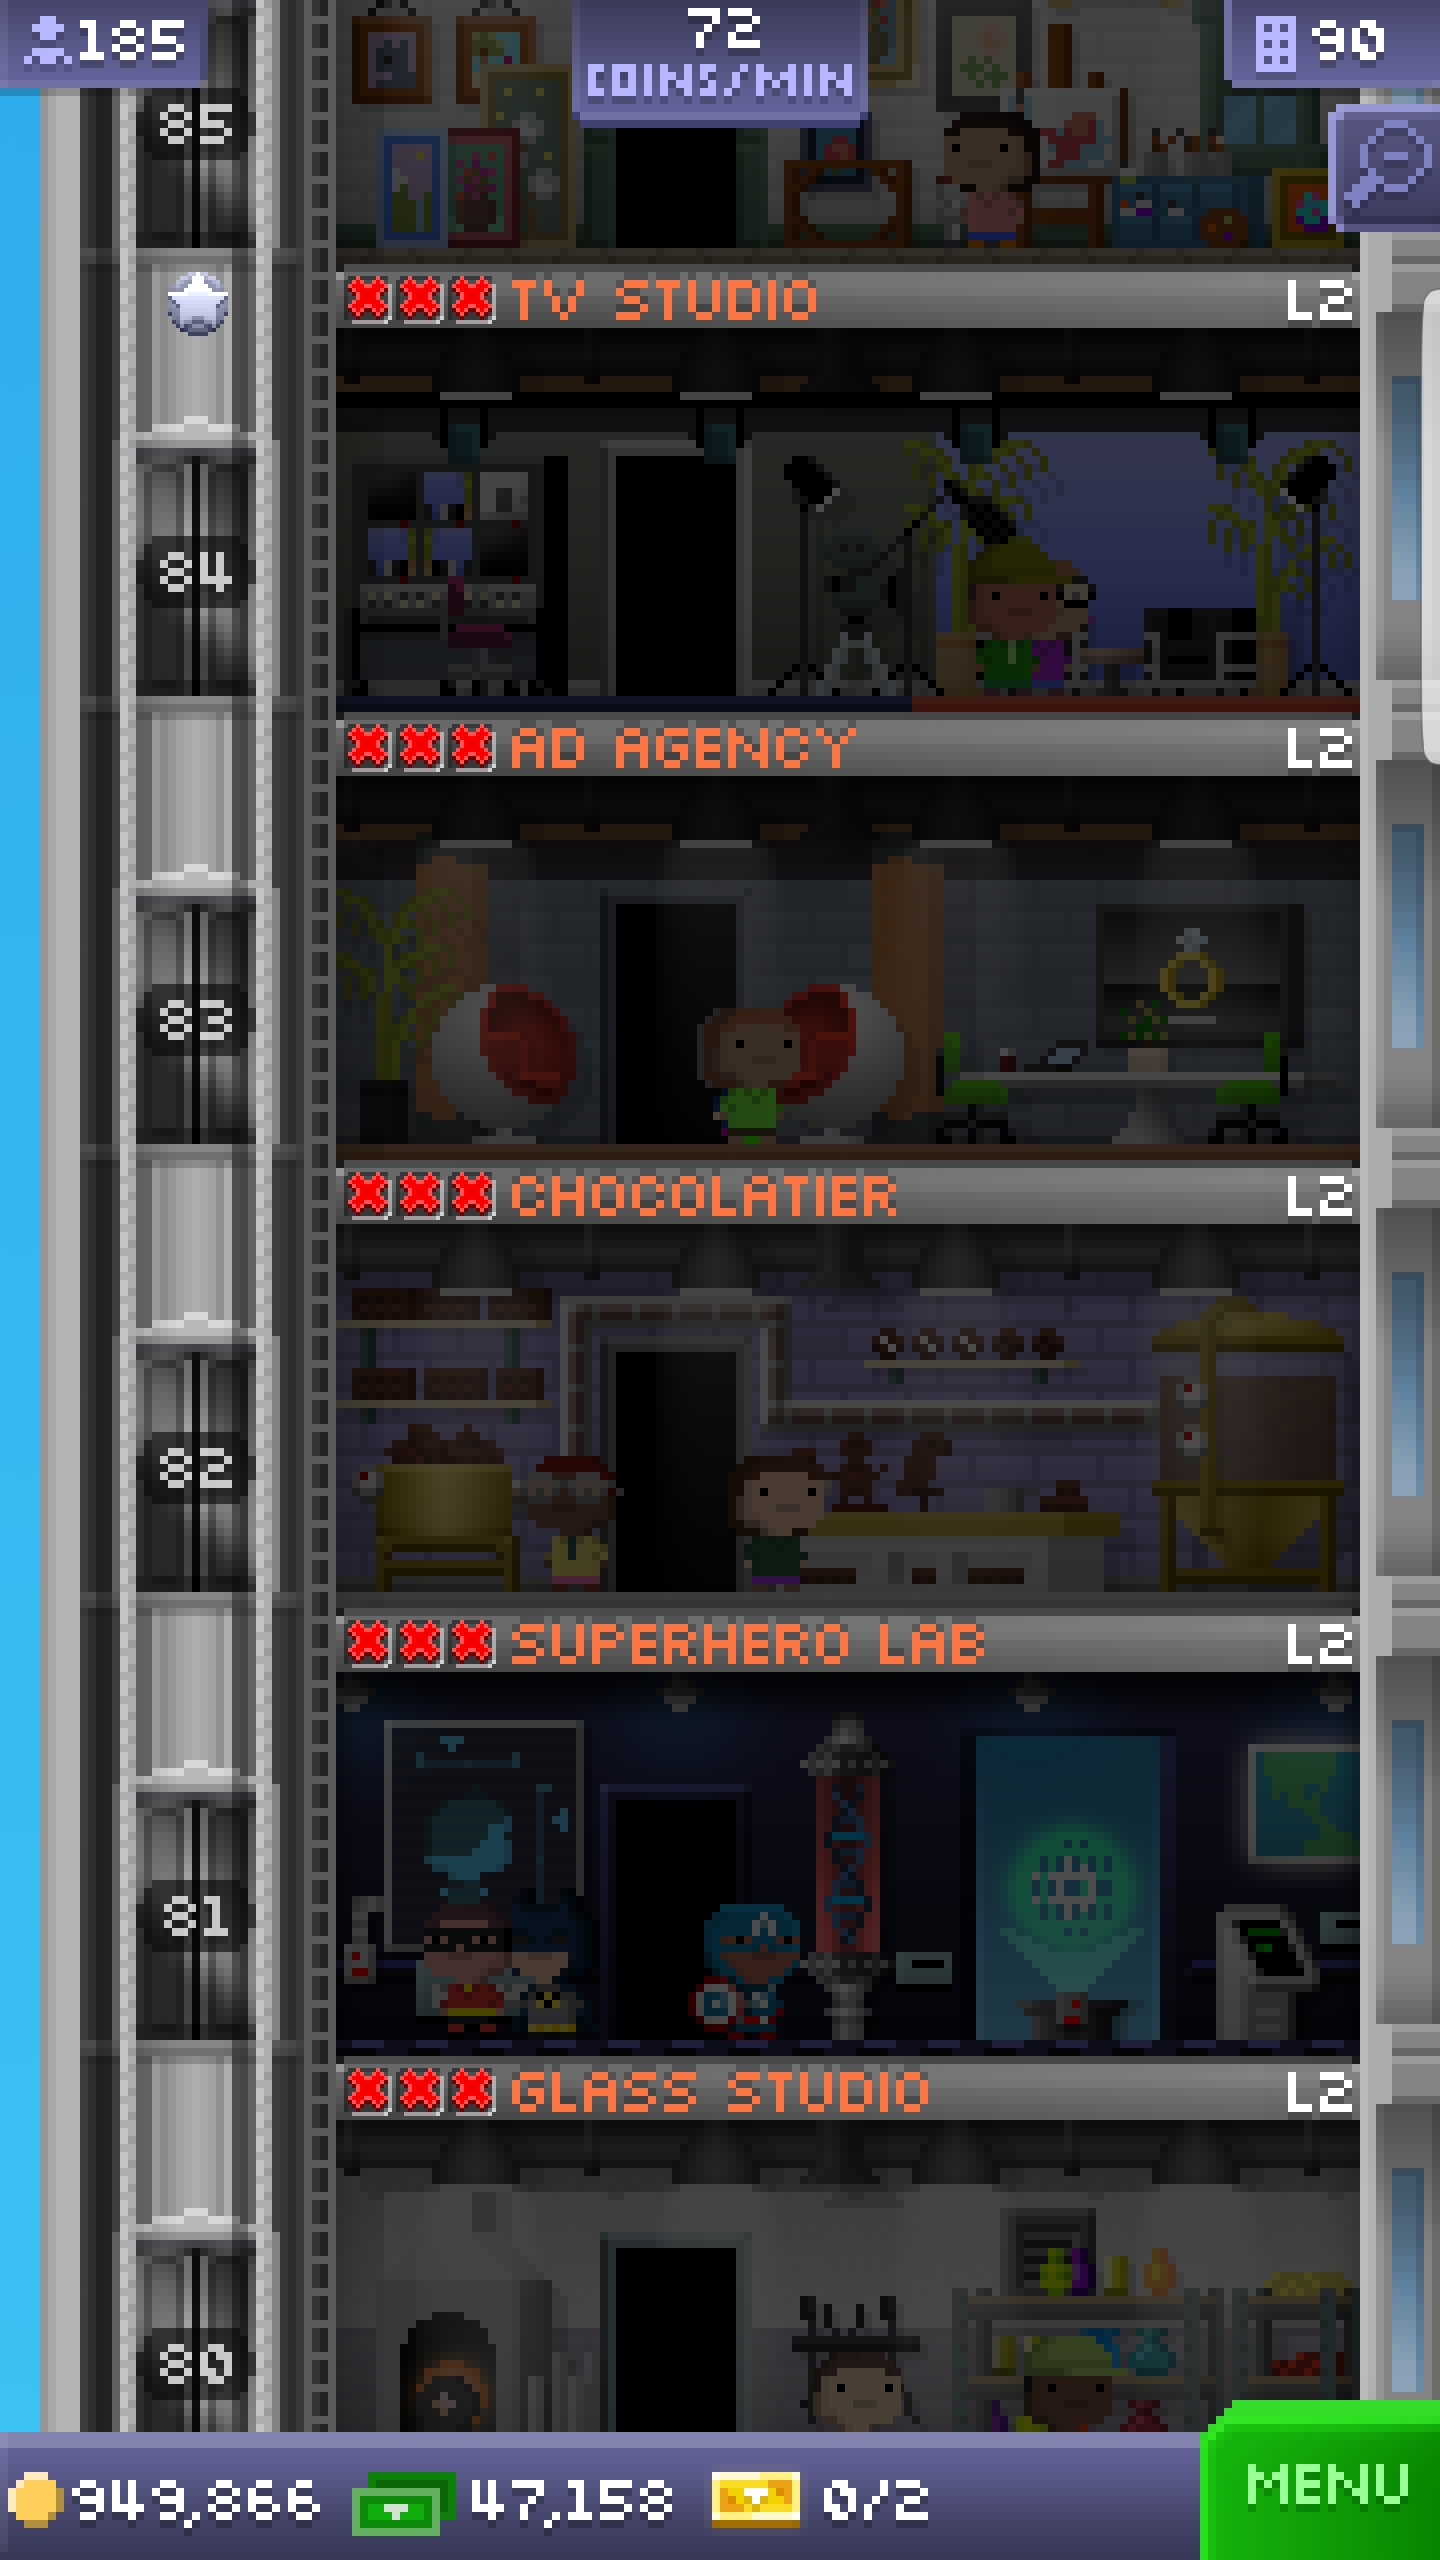 185
72
COINS/MIN
90
85
TV STUDIO L2
84
AD AGENCY L2
83
CHOCOLATIER L2
82
SUPERHERO LAB L2
81
GLASS STUDIO L2
80
949,866 47,158 0/2 MENU